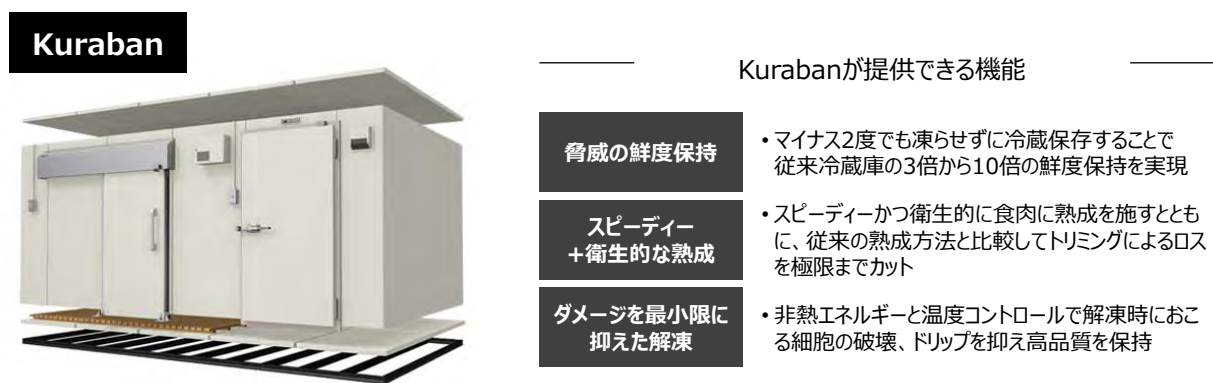 Kuraban
Kurabanが提供できる機能
脅威の鮮度保持
• マイナス2度でも凍らせずに冷蔵保存することで
従来冷蔵庫の3倍から10倍の鮮度保持を実現
スピーディー
+衛生的な熟成
• スピーディーかつ衛生的に食肉に熟成を施すととも
に、従来の熟成方法と比較してトリミングによるロス
を極限までカット
ダメージを最小限に
抑えた解凍
• 非熱エネルギーと温度コントロールで解凍時におこ
る細胞の破壊、ドリップを抑え高品質を保持